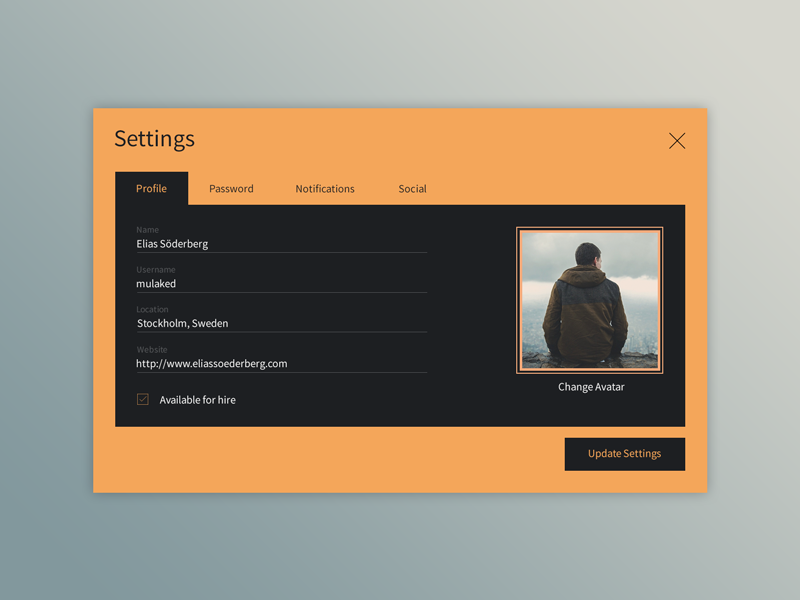 Settings
Profile
Password
Notifications
Social
Name
Elias Söderberg
Username
mulaked
Location
Stockholm, Sweden
Website
http://www.eliassoederberg.com
Available for hire
Change Avatar
Update Settings